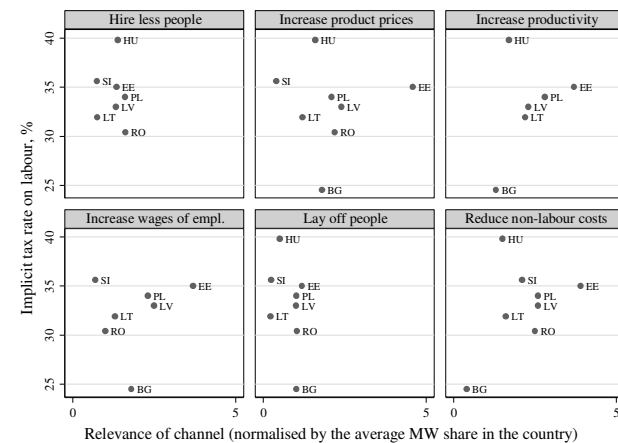 Hire less people
Increase product prices
Increase productivity
40
35
30
25
HU
SI
EE
PL
LV
LT
RO
HU
SI
EE
PL
LV
LT
RO
BG
HU
EE
PL
LV
LT
BG
Increase wages of empl.
Lay off people
Reduce non-labour costs
40
35
30
25
SI
EE
PL
LV
LT
RO
BG
HU
SI
EE
PL
LV
LT
RO
BG
HU
SI
EE
PL
LV
LT
RO
BG
0 5 0 5 0 5
Implicit tax rate on labour, %
Relevance of channel (normalised by the average MW share in the country)